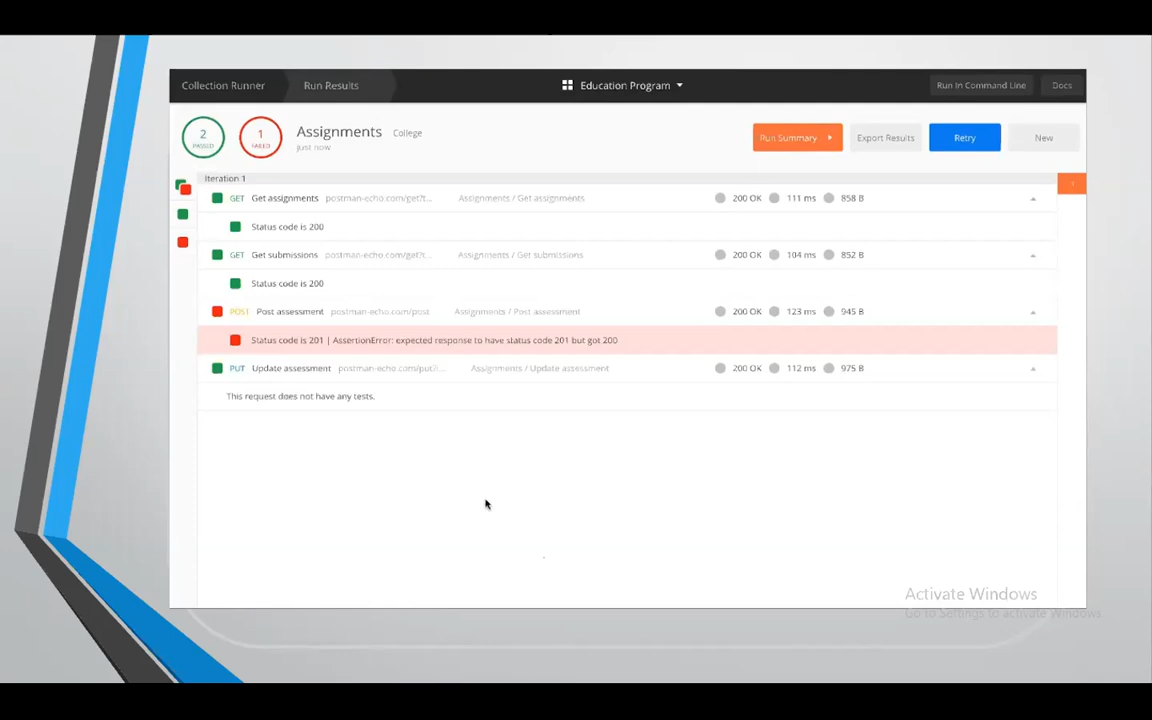 Collection Runner Run Results Education Program Run In Command Line Docs
2 PASSED 1 FAILED Assignments College Run Summary Export Results Retry New
just now
Iteration 1
GET Get assignments postman-echo.com/get?t... Assignments / Get assignments 200 OK 111 ms 858 B
Status code is 200
GET Get submissions postman-echo.com/get?t... Assignments / Get submissions 200 OK 104 ms 852 B
Status code is 200
POST Post assessment postman-echo.com/post Assignments / Post assessment 200 OK 123 ms 945 B
Status code is 201 | AssertionError: expected response to have status code 201 but got 200
PUT Update assessment postman-echo.com/put?i... Assignments / Update assessment 200 OK 112 ms 975 B
This request does not have any tests.
Activate Windows
Go to Settings to activate Windows.